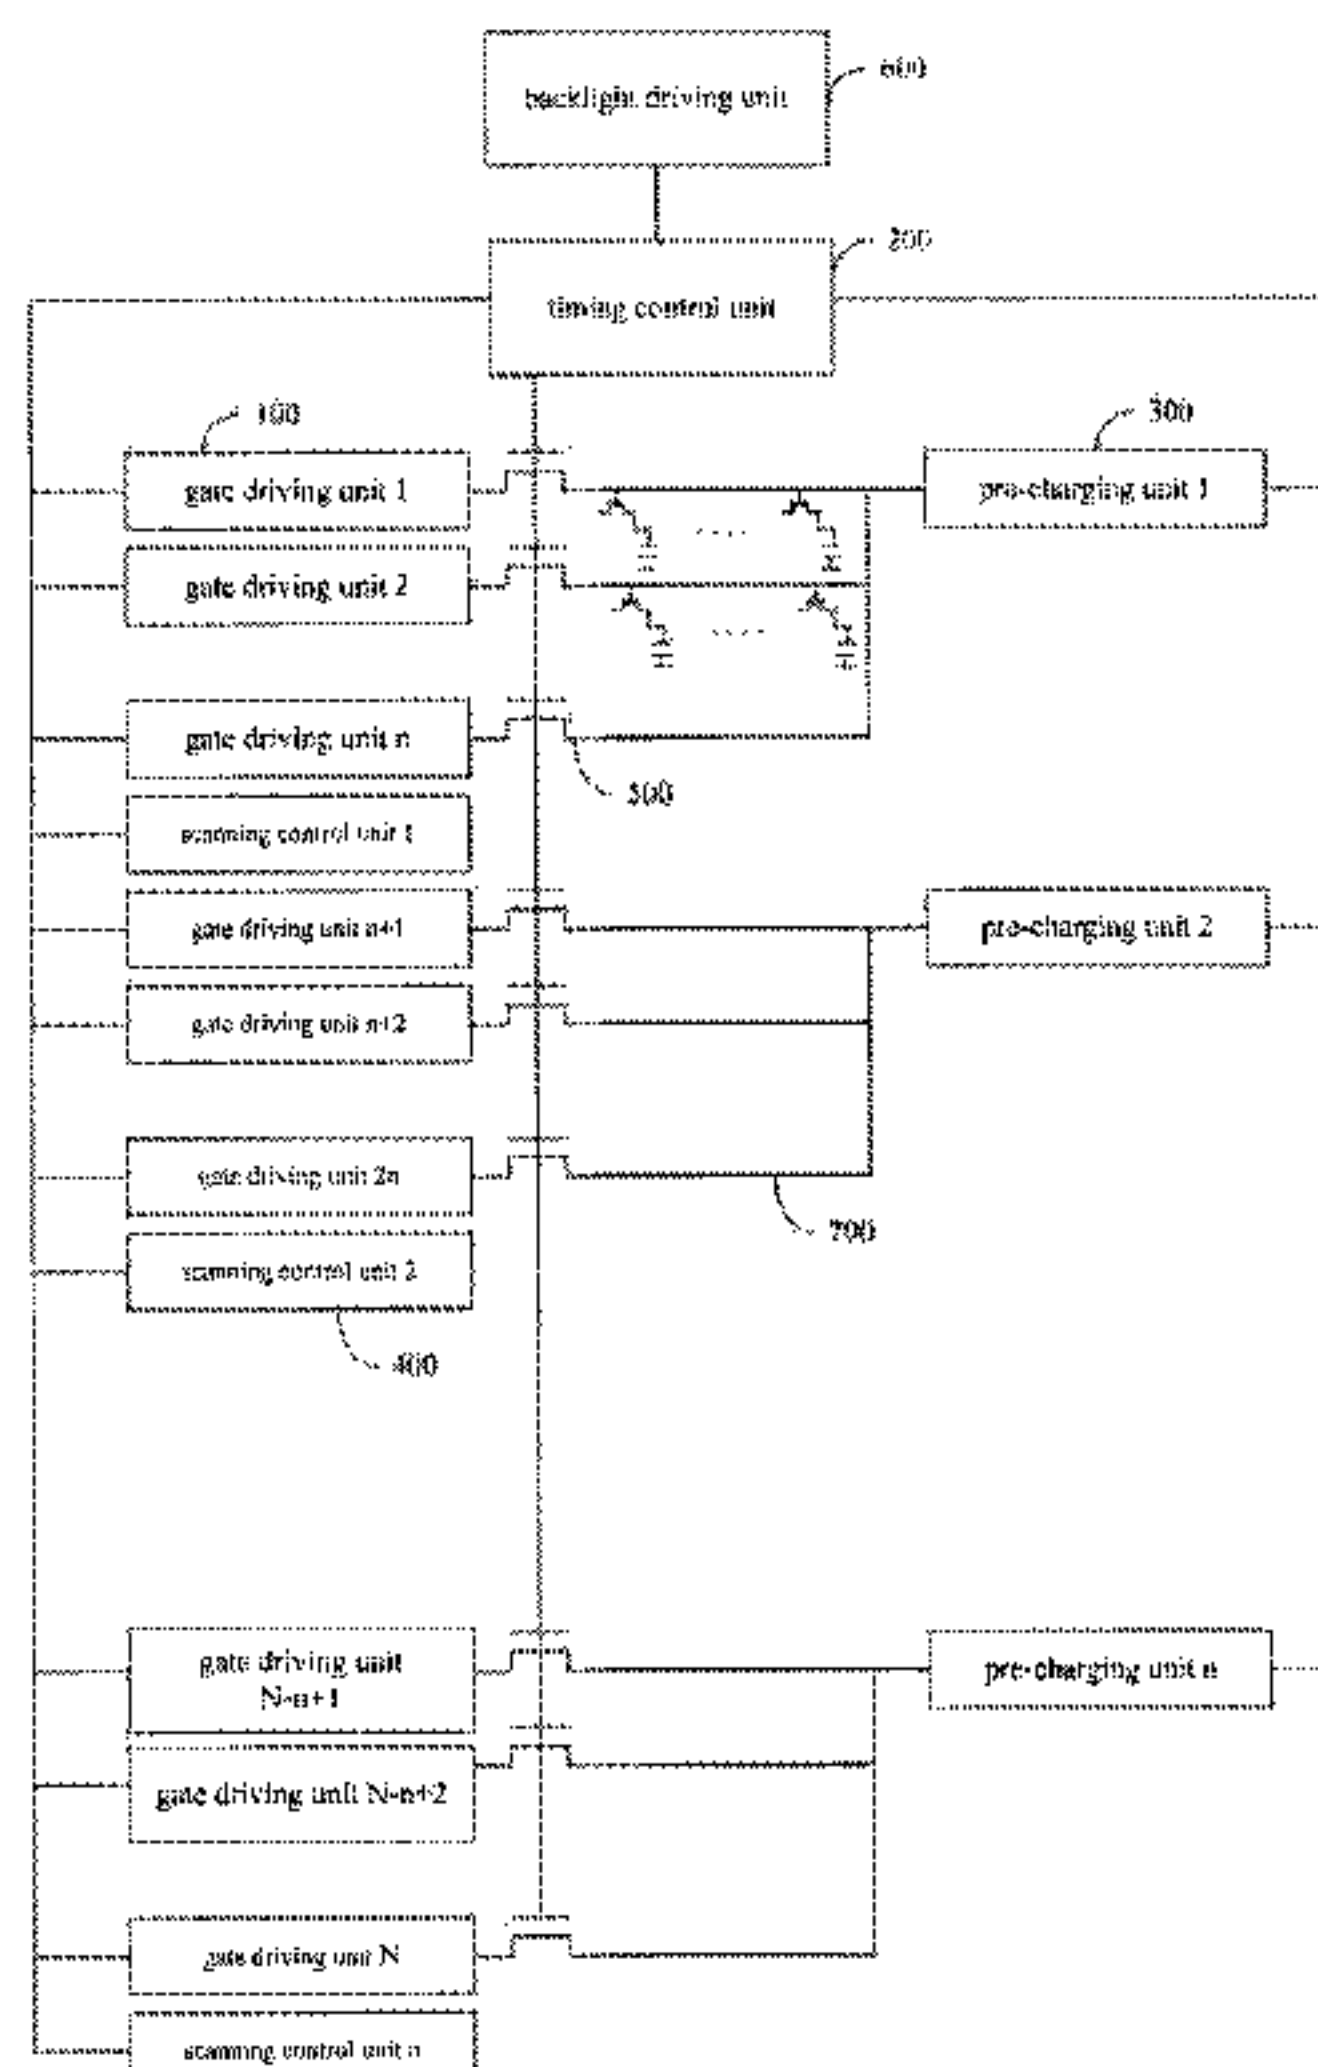 backlight driving unit
600
timing control unit
200
100
300
gate driving unit 1
pre-charging unit 1
gate driving unit 2
gate driving unit n
500
scanning control unit 1
gate driving unit n+1
pre-charging unit 2
gate driving unit n+2
gate driving unit 2n
700
scanning control unit 2
400
gate driving unit
N-n+1
pre-charging unit n
gate driving unit N-n+2
gate driving unit N
scanning control unit n